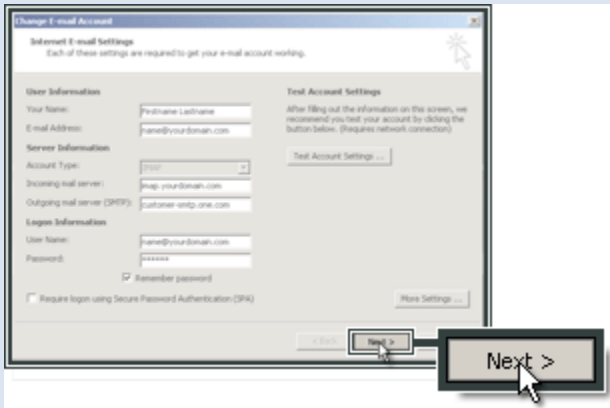 Change E-mail Account
Internet E-mail Settings
Each of these settings are required to get your e-mail account working.
User Information
Your Name: Firstname Lastname
E-mail Address: name@yourdomain.com
Server Information
Account Type: IMAP
Incoming mail server: imap.yourdomain.com
Outgoing mail server (SMTP): customer-smtp.one.com
Logon Information
User Name: name@yourdomain.com
Password: ******
Remember password
Require logon using Secure Password Authentication (SPA)
Test Account Settings
After filling out the information on this screen, we
recommend you test your account by clicking the
button below. (Requires network connection)
Test Account Settings ...
More Settings ...
< Back
Next >
Next >